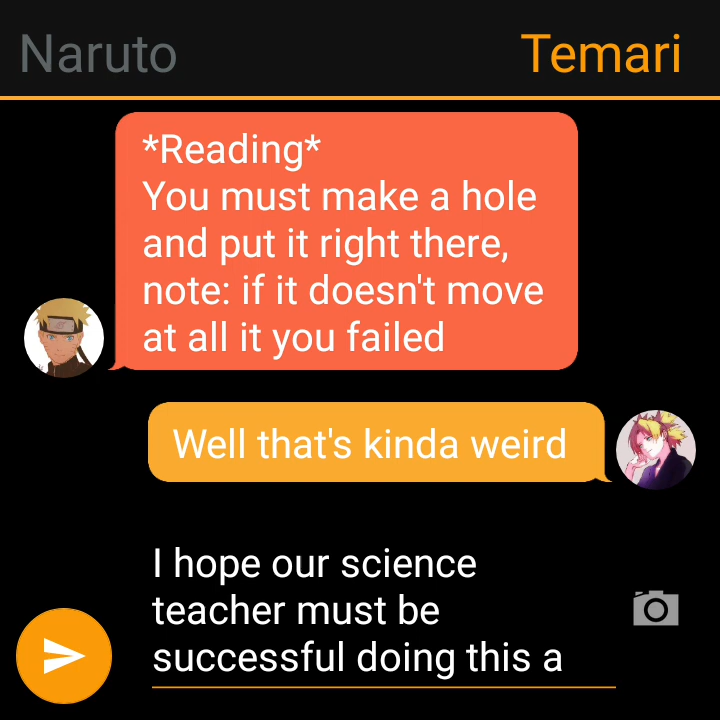 Naruto
Temari
*Reading*
You must make a hole
and put it right there,
note: if it doesn't move
at all it you failed
Well that's kinda weird
I hope our science
teacher must be
successful doing this a